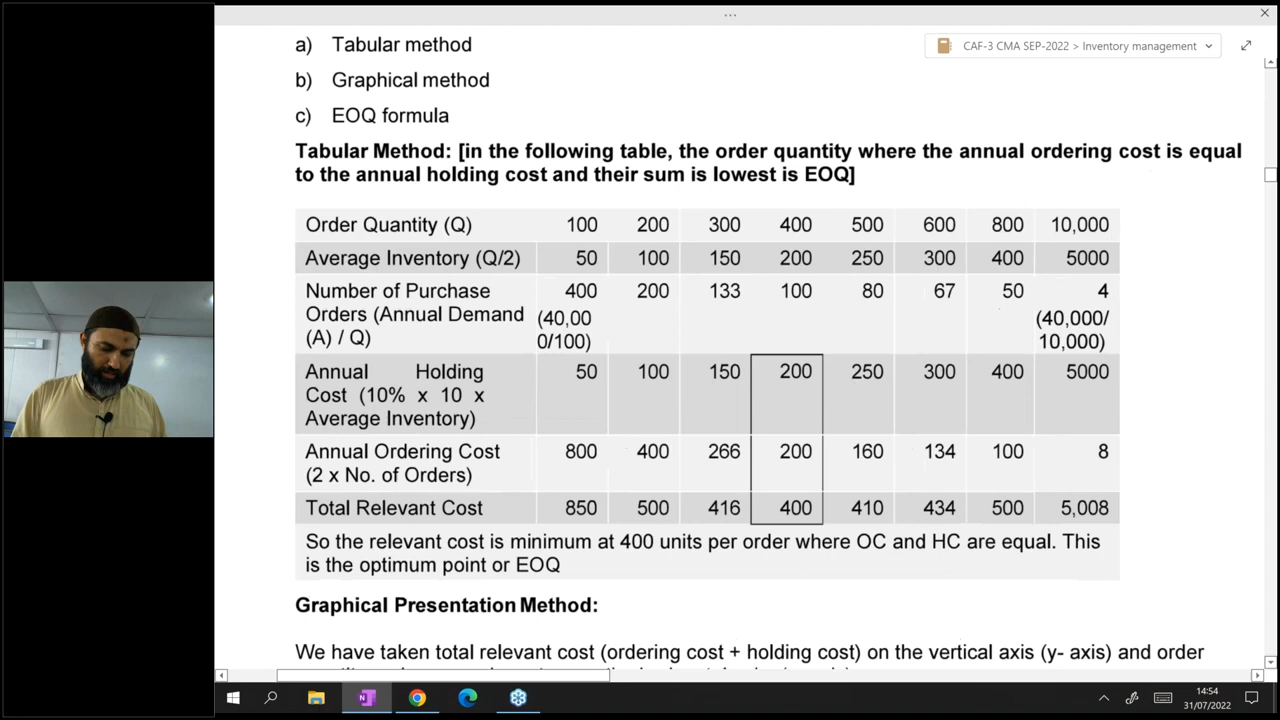 a) Tabular method
CAF-3 CMA SEP-2022 > Inventory management
b) Graphical method
c) EOQ formula
Tabular Method: [in the following table, the order quantity where the annual ordering cost is equal
to the annual holding cost and their sum is lowest is EOQ]
Order Quantity (Q) 100 200 300 400 500 600 800 10,000
Average Inventory (Q/2) 50 100 150 200 250 300 400 5000
Number of Purchase 400 200 133 100 80 67 50 4
Orders (Annual Demand (40,00 (40,000/
(A) / Q) 0/100) 10,000)
Annual Holding 50 100 150 200 250 300 400 5000
Cost (10% x 10 x
Average Inventory)
Annual Ordering Cost 800 400 266 200 160 134 100 8
(2 x No. of Orders)
Total Relevant Cost 850 500 416 400 410 434 500 5,008
So the relevant cost is minimum at 400 units per order where OC and HC are equal. This
is the optimum point or EOQ
Graphical Presentation Method:
We have taken total relevant cost (ordering cost + holding cost) on the vertical axis (y- axis) and order
14:54
31/07/2022